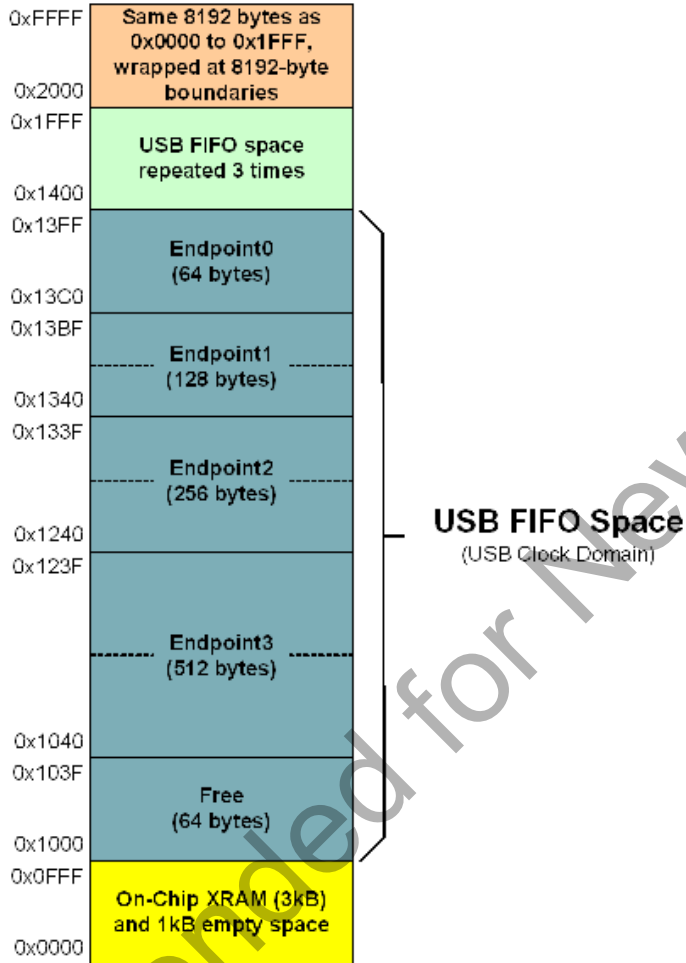 0xFFFF
Same 8192 bytes as
0x0000 to 0x1FFF,
wrapped at 8192-byte
boundaries
0x2000
0x1FFF
USB FIFO space
repeated 3 times
0x1400
0x13FF
Endpoint0
(64 bytes)
0x13C0
0x13BF
Endpoint1
(128 bytes)
0x1340
0x133F
Endpoint2
(256 bytes)
0x1240
0x123F
Endpoint3
(512 bytes)
0x1040
0x103F
Free
(64 bytes)
0x1000
0x0FFF
On-Chip XRAM (3kB)
and 1kB empty space
0x0000
USB FIFO Space
(USB Clock Domain)
for